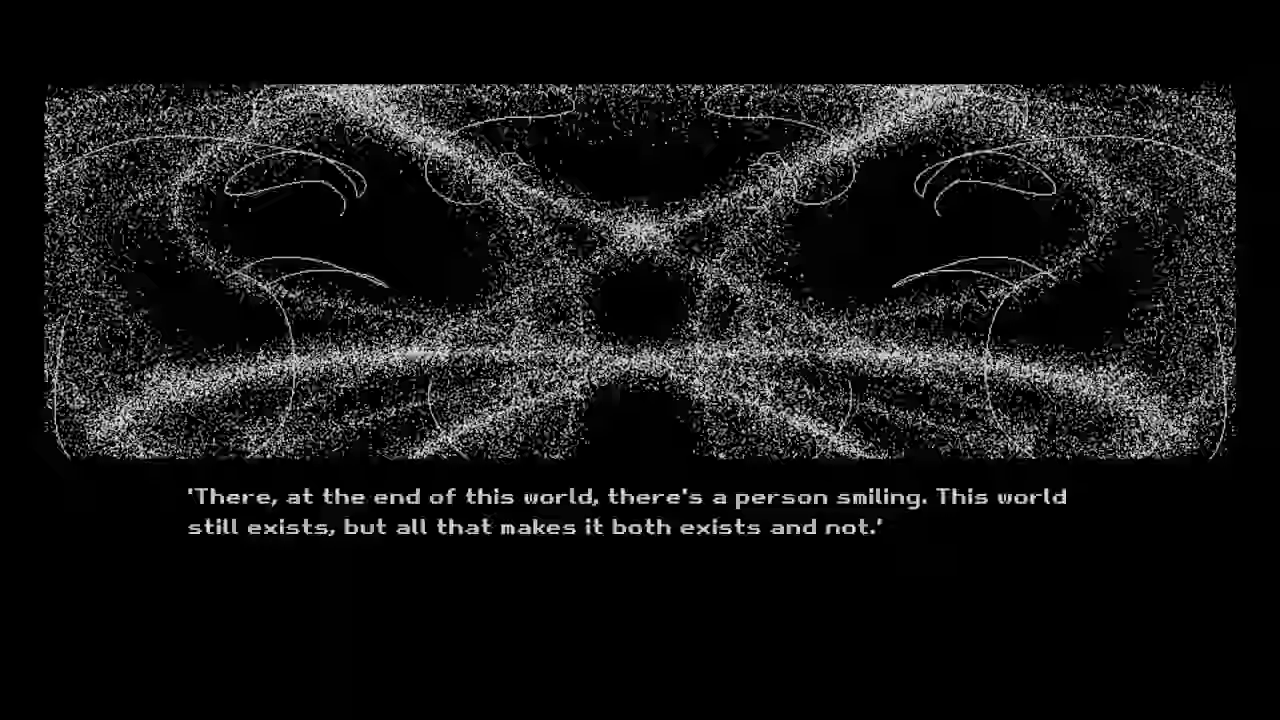 'There, at the end of this world, there's a person smiling. This world
still exists, but all that makes it both exists and not.'